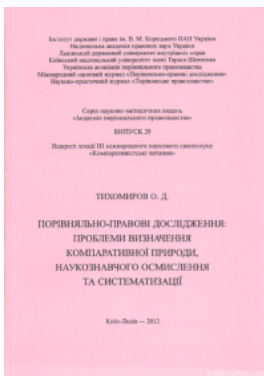 Інститут держави і права ім. В. М. Корецького НАН України
Національна академія правових наук України
Львівський державний університет внутрішніх справ
Київський національний університет імені Тараса Шевченка
Українська асоціація порівняльного правознавства
Міжнародний науковий журнал «Порівняльно-правові дослідження»
Науково-практичний журнал «Порівняльне правознавство»
Серія науково-методичних видань
«Академія порівняльного правознавства»
ВИПУСК 29
Відкриті лекції ІІІ міжнародного наукового симпозіуму
«Компаративістські читання»
ТИХОМИРОВ О. Д.
ПОРІВНЯЛЬНО-ПРАВОВІ ДОСЛІДЖЕННЯ:
ПРОБЛЕМИ ВИЗНАЧЕННЯ
КОМПАРАТИВНОЇ ПРИРОДИ,
НАУКОЗНАВЧОГО ОСМИСЛЕННЯ
ТА СИСТЕМАТИЗАЦІЇ
Київ–Львів — 2012